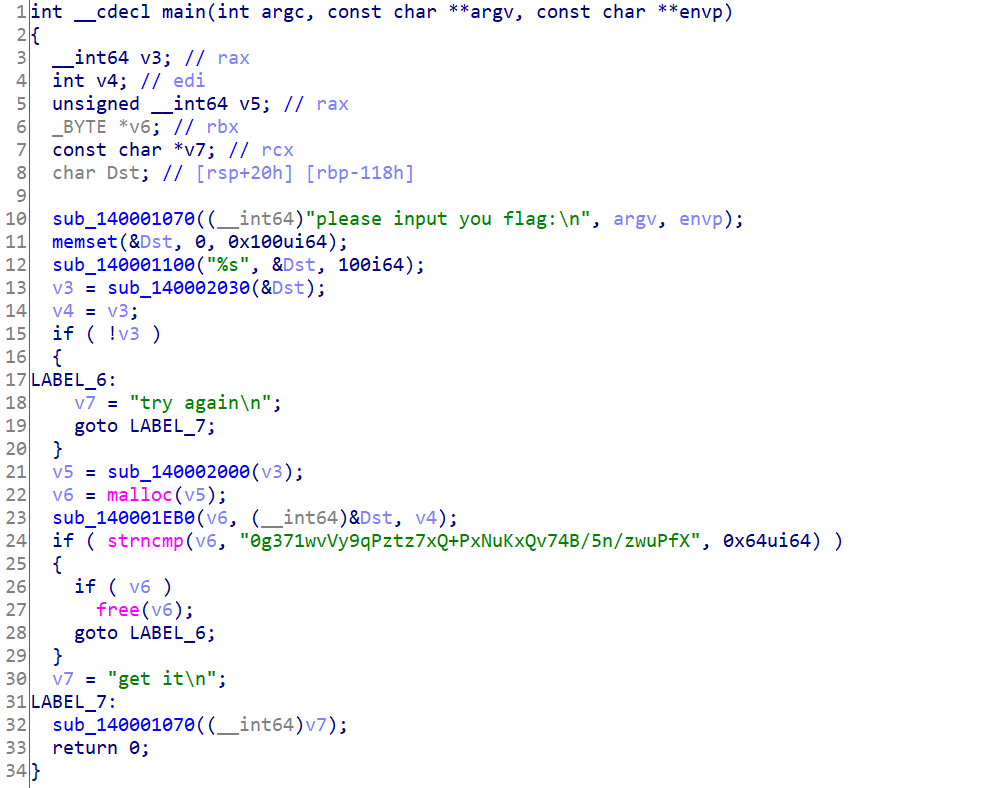 1 int __cdecl main(int argc, const char **argv, const char **envp)
2 {
3   __int64 v3; // rax
4   int v4; // edi
5   unsigned __int64 v5; // rax
6   _BYTE *v6; // rbx
7   const char *v7; // rcx
8   char Dst; // [rsp+20h] [rbp-118h]
9
10   sub_140001070((__int64)"please input you flag:\n", argv, envp);
11   memset(&Dst, 0, 0x100ui64);
12   sub_140001100("%s", &Dst, 100i64);
13   v3 = sub_140002030(&Dst);
14   v4 = v3;
15   if ( !v3 )
16   {
17 LABEL_6:
18     v7 = "try again\n";
19     goto LABEL_7;
20   }
21   v5 = sub_140002000(v3);
22   v6 = malloc(v5);
23   sub_140001EB0(v6, (__int64)&Dst, v4);
24   if ( strncmp(v6, "0g371wvVy9qPztz7xQ+PxNuKxQv74B/5n/zwuPfX", 0x64ui64) )
25   {
26     if ( v6 )
27       free(v6);
28     goto LABEL_6;
29   }
30   v7 = "get it\n";
31 LABEL_7:
32   sub_140001070((__int64)v7);
33   return 0;
34 }